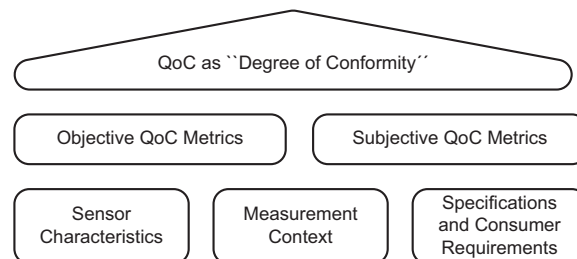 QoC as ``Degree of Conformity´´
Objective QoC Metrics
Subjective QoC Metrics
Sensor
Characteristics
Measurement
Context
Specifications
and Consumer
Requirements